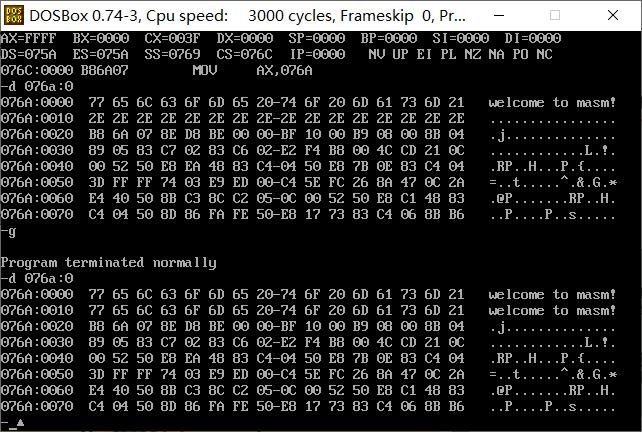 DOSBox 0.74-3, Cpu speed:    3000 cycles, Frameskip  0, Pr...
AX=FFFF  BX=0000  CX=003F  DX=0000  SP=0000  BP=0000  SI=0000  DI=0000
DS=075A  ES=075A  SS=0769  CS=076C  IP=0000   NV UP EI PL NZ NA PO NC
076C:0000 B86A07        MOV     AX,076A
-d 076a:0
076A:0000  77 65 6C 63 6F 6D 65 20-74 6F 20 6D 61 73 6D 21   welcome to masm!
076A:0010  2E 2E 2E 2E 2E 2E 2E 2E-2E 2E 2E 2E 2E 2E 2E 2E   ................
076A:0020  B8 6A 07 8E D8 BE 00 00-BF 10 00 B9 08 00 8B 04   .j..............
076A:0030  89 05 83 C7 02 83 C6 02-E2 F4 B8 00 4C CD 21 0C   ............L.!.
076A:0040  00 52 50 E8 EA 48 83 C4-04 50 E8 7B 0E 83 C4 04   .RP..H...P.{....
076A:0050  3D FF FF 74 03 E9 ED 00-C4 5E FC 26 8A 47 0C 2A   =..t.....^.&.G.*
076A:0060  E4 40 50 8B C3 8C C2 05-0C 00 52 50 E8 C1 48 83   .@P.......RP..H.
076A:0070  C4 04 50 8D 86 FA FE 50-E8 17 73 83 C4 06 8B B6   ..P....P..s.....
-g
Program terminated normally
-d 076a:0
076A:0000  77 65 6C 63 6F 6D 65 20-74 6F 20 6D 61 73 6D 21   welcome to masm!
076A:0010  77 65 6C 63 6F 6D 65 20-74 6F 20 6D 61 73 6D 21   welcome to masm!
076A:0020  B8 6A 07 8E D8 BE 00 00-BF 10 00 B9 08 00 8B 04   .j..............
076A:0030  89 05 83 C7 02 83 C6 02-E2 F4 B8 00 4C CD 21 0C   ............L.!.
076A:0040  00 52 50 E8 EA 48 83 C4-04 50 E8 7B 0E 83 C4 04   .RP..H...P.{....
076A:0050  3D FF FF 74 03 E9 ED 00-C4 5E FC 26 8A 47 0C 2A   =..t.....^.&.G.*
076A:0060  E4 40 50 8B C3 8C C2 05-0C 00 52 50 E8 C1 48 83   .@P.......RP..H.
076A:0070  C4 04 50 8D 86 FA FE 50-E8 17 73 83 C4 06 8B B6   ..P....P..s.....
-